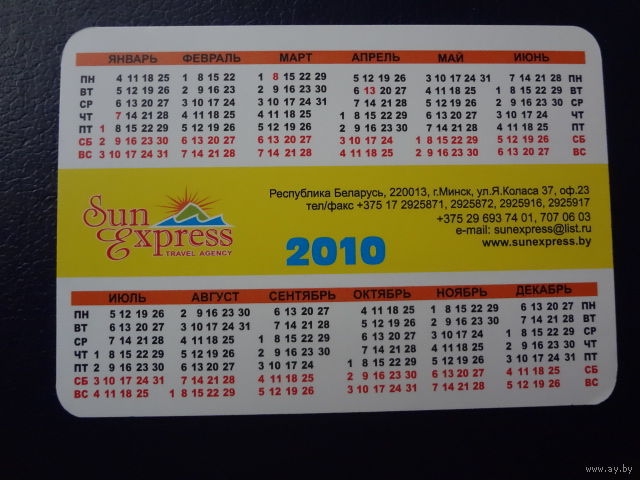 ЯНВАРЬ ФЕВРАЛЬ МАРТ АПРЕЛЬ МАЙ ИЮНЬ
ПН 4 11 18 25 1 8 15 22 1 8 15 22 29 5 12 19 26 3 10 17 24 31 7 14 21 28 ПН
ВТ 5 12 19 26 2 9 16 23 2 9 16 23 30 6 13 20 27 4 11 18 25 1 8 15 22 29 ВТ
СР 6 13 20 27 3 10 17 24 3 10 17 24 31 7 14 21 28 5 12 19 26 2 9 16 23 30 СР
ЧТ 7 14 21 28 4 11 18 25 4 11 18 25 1 8 15 22 29 6 13 20 27 3 10 17 24 ЧТ
ПТ 1 8 15 22 29 5 12 19 26 5 12 19 26 2 9 16 23 30 7 14 21 28 4 11 18 25 ПТ
СБ 2 9 16 23 30 6 13 20 27 6 13 20 27 3 10 17 24 1 8 15 22 29 5 12 19 26 СБ
ВС 3 10 17 24 31 7 14 21 28 7 14 21 28 4 11 18 25 2 9 16 23 30 6 13 20 27 ВС
Sun Express
TRAVEL AGENCY
2010
Республика Беларусь, 220013, г.Минск, ул.Я.Коласа 37, оф.23
тел/факс +375 17 2925871, 2925872, 2925916, 2925917
+375 29 693 74 01, 707 06 03
e-mail: sunexpress@list.ru
www.sunexpress.by
ИЮЛЬ АВГУСТ СЕНТЯБРЬ ОКТЯБРЬ НОЯБРЬ ДЕКАБРЬ
ПН 5 12 19 26 2 9 16 23 30 6 13 20 27 4 11 18 25 1 8 15 22 29 6 13 20 27 ПН
ВТ 6 13 20 27 3 10 17 24 31 7 14 21 28 5 12 19 26 2 9 16 23 30 7 14 21 28 ВТ
СР 7 14 21 28 4 11 18 25 1 8 15 22 29 6 13 20 27 3 10 17 24 1 8 15 22 29 СР
ЧТ 1 8 15 22 29 5 12 19 26 2 9 16 23 30 7 14 21 28 4 11 18 25 2 9 16 23 30 ЧТ
ПТ 2 9 16 23 30 6 13 20 27 3 10 17 24 1 8 15 22 29 5 12 19 26 3 10 17 24 31 ПТ
СБ 3 10 17 24 31 7 14 21 28 4 11 18 25 2 9 16 23 30 6 13 20 27 4 11 18 25 СБ
ВС 4 11 18 25 1 8 15 22 29 5 12 19 26 3 10 17 24 31 7 14 21 28 5 12 19 26 ВС
ay.by